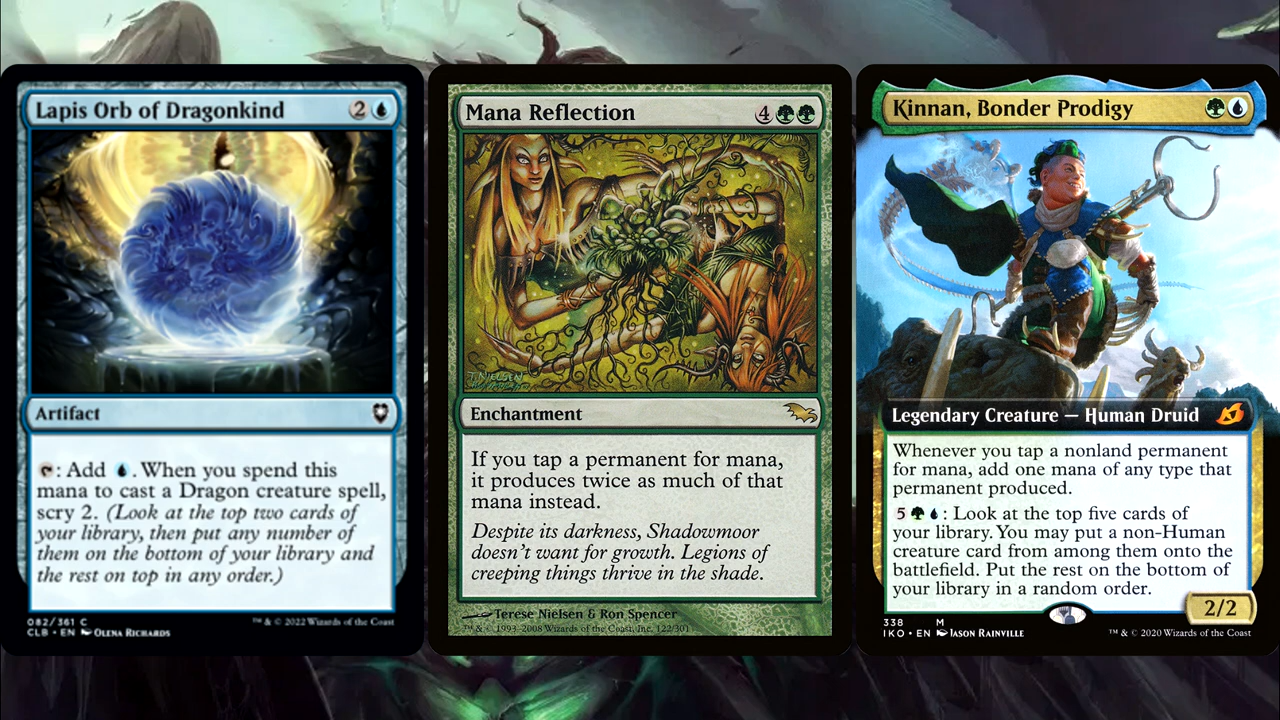 Lapis Orb of Dragonkind 2
Artifact
: Add . When you spend this
mana to cast a Dragon creature spell,
scry 2. (Look at the top two cards of
your library, then put any number of
them on the bottom of your library and
the rest on top in any order.)
082/361 C
CLB • EN Olena Richards
™ & © 2022 Wizards of the Coast
Mana Reflection 4
T. NIELSEN
Enchantment
If you tap a permanent for mana,
it produces twice as much of that
mana instead.
Despite its darkness, Shadowmoor
doesn't want for growth. Legions of
creeping things thrive in the shade.
Terese Nielsen & Ron Spencer
™ & © 1993–2008 Wizards of the Coast, Inc. 122/301
Kinnan, Bonder Prodigy
Legendary Creature — Human Druid
Whenever you tap a nonland permanent
for mana, add one mana of any type that
permanent produced.
5 : Look at the top five cards of
your library. You may put a non-Human
creature card from among them onto the
battlefield. Put the rest on the bottom of
your library in a random order.
2/2
338 M
IKO • EN Jason Rainville
™ & © 2020 Wizards of the Coast